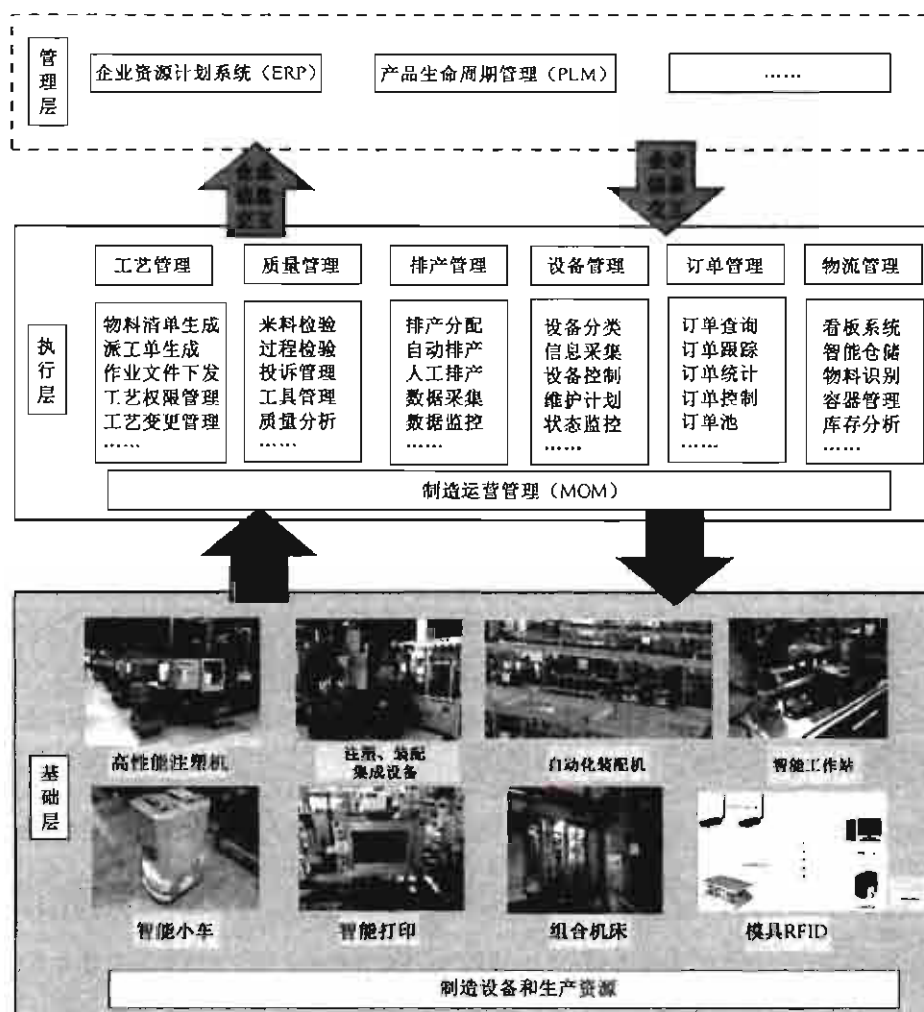 管理层
企业资源计划系统（ERP）
产品生命周期管理（PLM）
……
企业
信息
交互
企业
信息
交互
执行层
工艺管理
质量管理
排产管理
设备管理
订单管理
物流管理
物料清单生成
派工单生成
作业文件下发
工艺权限管理
工艺变更管理
……
来料检验
过程检验
投诉管理
工具管理
质量分析
……
排产分配
自动排产
人工排产
数据采集
数据监控
……
设备分类
信息采集
设备控制
维护计划
状态监控
……
订单查询
订单跟踪
订单统计
订单控制
订单池
……
看板系统
智能仓储
物料识别
容器管理
库存分析
……
制造运营管理（MOM）
基础层
高性能注塑机
注塑、装配
集成设备
自动化装配机
智能工作站
智能小车
智能打印
组合机床
模具RFID
制造设备和生产资源